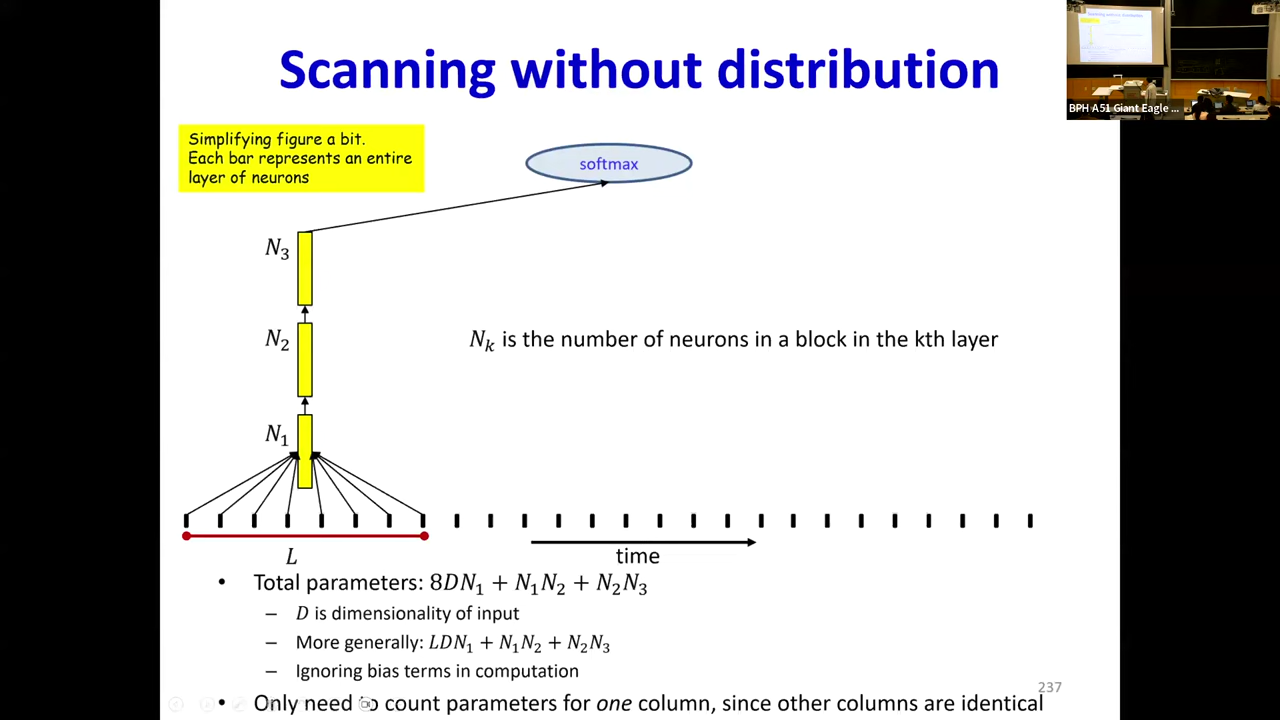 Scanning without distribution
BPH A51 Giant Eagle ...
Simplifying figure a bit.
Each bar represents an entire
layer of neurons
softmax
N₃
N₂
N_k is the number of neurons in a block in the kth layer
N₁
L
time
• Total parameters: 8DN₁ + N₁N₂ + N₂N₃
– D is dimensionality of input
– More generally: LDN₁ + N₁N₂ + N₂N₃
– Ignoring bias terms in computation
237
• Only need to count parameters for one column, since other columns are identical